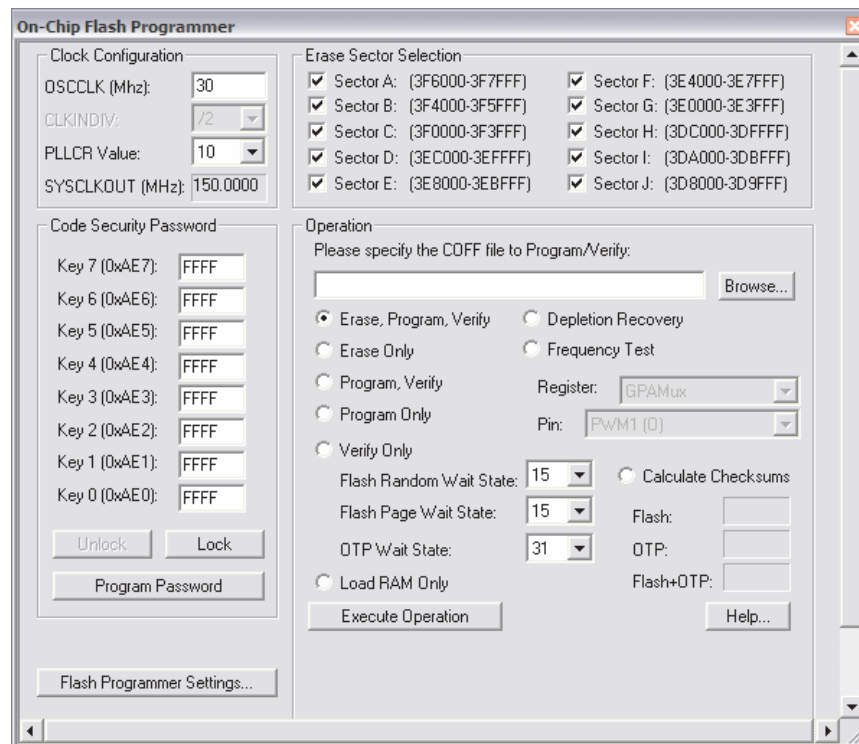 On-Chip Flash Programmer
Clock Configuration
OSCCLK (Mhz): 30
CLKINDIV: /2
PLLCR Value: 10
SYSCLKOUT (MHz): 150.0000
Erase Sector Selection
Sector A: (3F6000-3F7FFF) Sector F: (3E4000-3E7FFF)
Sector B: (3F4000-3F5FFF) Sector G: (3E0000-3E3FFF)
Sector C: (3F0000-3F3FFF) Sector H: (3DC000-3DFFFF)
Sector D: (3EC000-3EFFFF) Sector I: (3DA000-3DBFFF)
Sector E: (3E8000-3EBFFF) Sector J: (3D8000-3D9FFF)
Code Security Password
Key 7 (0xAE7): FFFF
Key 6 (0xAE6): FFFF
Key 5 (0xAE5): FFFF
Key 4 (0xAE4): FFFF
Key 3 (0xAE3): FFFF
Key 2 (0xAE2): FFFF
Key 1 (0xAE1): FFFF
Key 0 (0xAE0): FFFF
Unlock Lock
Program Password
Flash Programmer Settings...
Operation
Please specify the COFF file to Program/Verify:
Browse...
Erase, Program, Verify Depletion Recovery
Erase Only Frequency Test
Program, Verify Register: GPAMux
Program Only Pin: PWM1 (0)
Verify Only
Flash Random Wait State: 15 Calculate Checksums
Flash Page Wait State: 15 Flash:
OTP Wait State: 31 OTP:
Load RAM Only Flash+OTP:
Execute Operation Help...